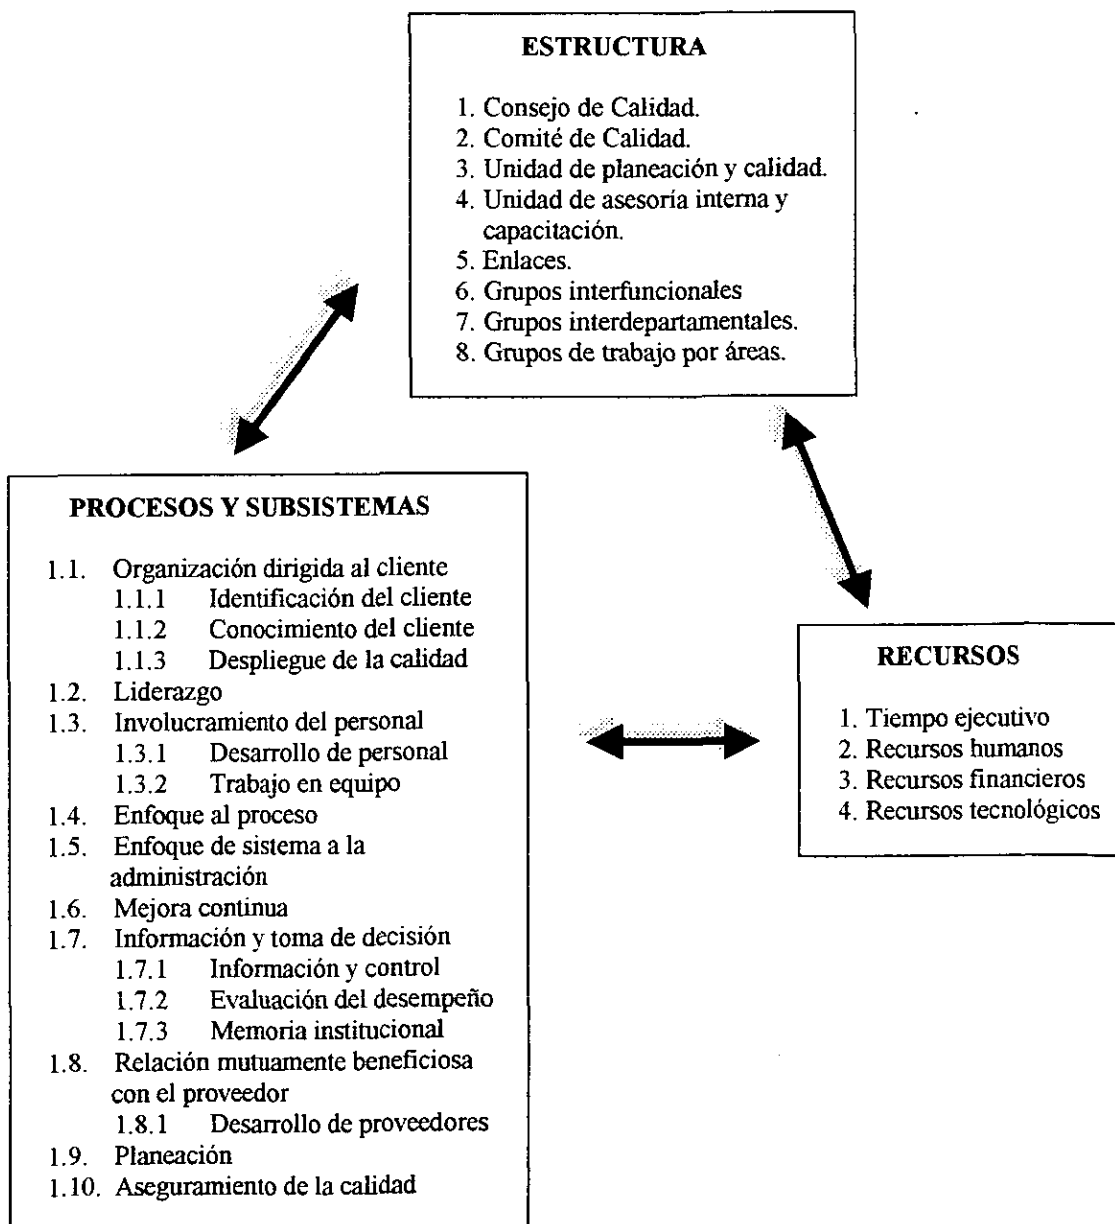 ESTRUCTURA
1. Consejo de Calidad.
2. Comité de Calidad.
3. Unidad de planeación y calidad.
4. Unidad de asesoría interna y
capacitación.
5. Enlaces.
6. Grupos interfuncionales
7. Grupos interdepartamentales.
8. Grupos de trabajo por áreas.
PROCESOS Y SUBSISTEMAS
1.1. Organización dirigida al cliente
1.1.1 Identificación del cliente
1.1.2 Conocimiento del cliente
1.1.3 Despliegue de la calidad
1.2. Liderazgo
1.3. Involucramiento del personal
1.3.1 Desarrollo de personal
1.3.2 Trabajo en equipo
1.4. Enfoque al proceso
1.5. Enfoque de sistema a la
administración
1.6. Mejora continua
1.7. Información y toma de decisión
1.7.1 Información y control
1.7.2 Evaluación del desempeño
1.7.3 Memoria institucional
1.8. Relación mutuamente beneficiosa
con el proveedor
1.8.1 Desarrollo de proveedores
1.9. Planeación
1.10. Aseguramiento de la calidad
RECURSOS
1. Tiempo ejecutivo
2. Recursos humanos
3. Recursos financieros
4. Recursos tecnológicos